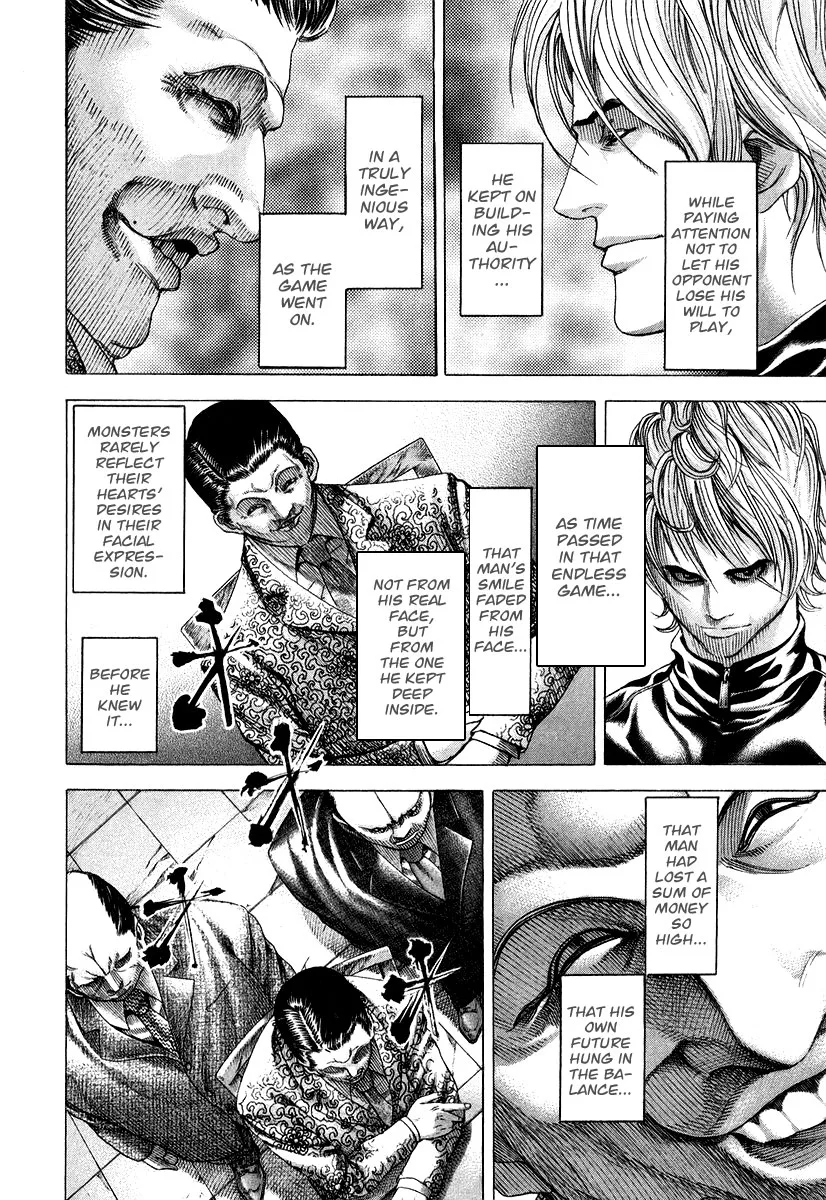 WHILE
PAYING
ATTENTION
NOT TO
LET HIS
OPPONENT
LOSE HIS
WILL TO
PLAY,
HE
KEPT ON
BUILD-
ING HIS
AU-
THORITY
...
IN A
TRULY
INGE-
NIOUS
WAY,
AS THE
GAME
WENT
ON.
AS TIME
PASSED
IN THAT
ENDLESS
GAME...
THAT
MAN'S
SMILE
FADED
FROM
HIS
FACE...
NOT FROM
HIS REAL
FACE,
BUT
FROM
THE ONE
HE KEPT
DEEP
INSIDE.
MONSTERS
RARELY
REFLECT
THEIR
HEARTS'
DESIRES
IN THEIR
FACIAL
EXPRES-
SION.
BEFORE
HE
KNEW
IT...
THAT
MAN HAD
LOST A
SUM OF
MONEY
SO
HIGH...
THAT HIS
OWN
FUTURE
HUNG IN
THE BA-
LANCE...